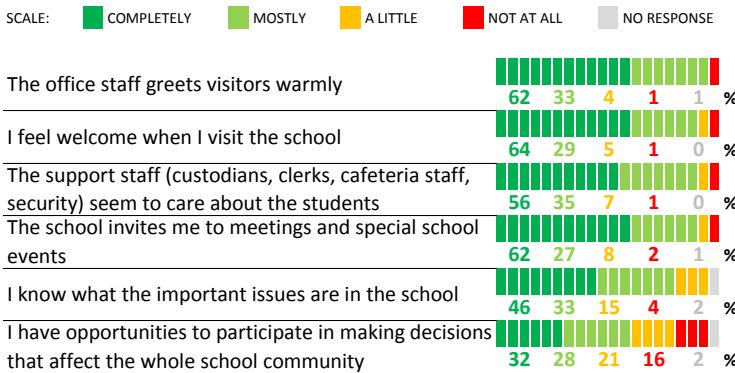 SCALE: COMPLETELY MOSTLY A LITTLE NOT AT ALL NO RESPONSE
The office staff greets visitors warmly
62 33 4 1 1 %
I feel welcome when I visit the school
64 29 5 1 0 %
The support staff (custodians, clerks, cafeteria staff,
security) seem to care about the students
56 35 7 1 0 %
The school invites me to meetings and special school
events
62 27 8 2 1 %
I know what the important issues are in the school
46 33 15 4 2 %
I have opportunities to participate in making decisions
that affect the whole school community
32 28 21 16 2 %